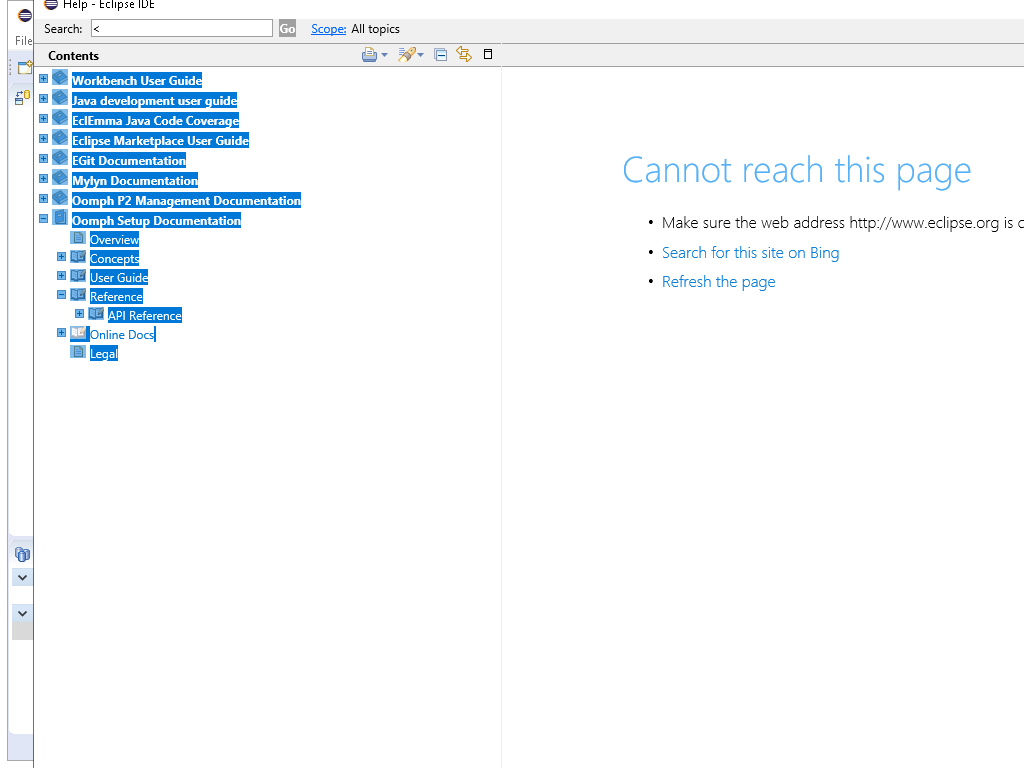 Help - Eclipse IDE
File
Search: < Go Scope: All topics
Contents
Workbench User Guide
Java development user guide
EclEmma Java Code Coverage
Eclipse Marketplace User Guide
EGit Documentation
Mylyn Documentation
Oomph P2 Management Documentation
Oomph Setup Documentation
Overview
Concepts
User Guide
Reference
API Reference
Online Docs
Legal
Cannot reach this page
• Make sure the web address http://www.eclipse.org is
• Search for this site on Bing
• Refresh the page